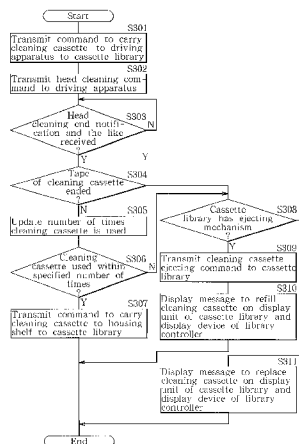 Start
S301
Transmit command to carry
cleaning cassette to driving
apparatus to cassette library
S302
Transmit head cleaning com-
mand to driving apparatus
S303
Head
cleaning end notifi-
cation and the like
received
?
N
Y
Y
S304
Tape
of cleaning cassette
ended
?
N
S305
Update number of times
cleaning cassette is used
S306
Cleaning
cassette used within
specified number of
times
?
N
Y
S307
Transmit command to carry
cleaning cassette to housing
shelf to cassette library
S308
Cassette
library has ejecting
mechanism
?
Y
S309
Transmit cleaning cassette
ejecting command to cassette
library
S310
Display message to refill
cleaning cassette on display
unit of cassette library and
display device of library
controller
S311
Display message to replace
cleaning cassette on display
unit of cassette library and
display device of library
controller
End